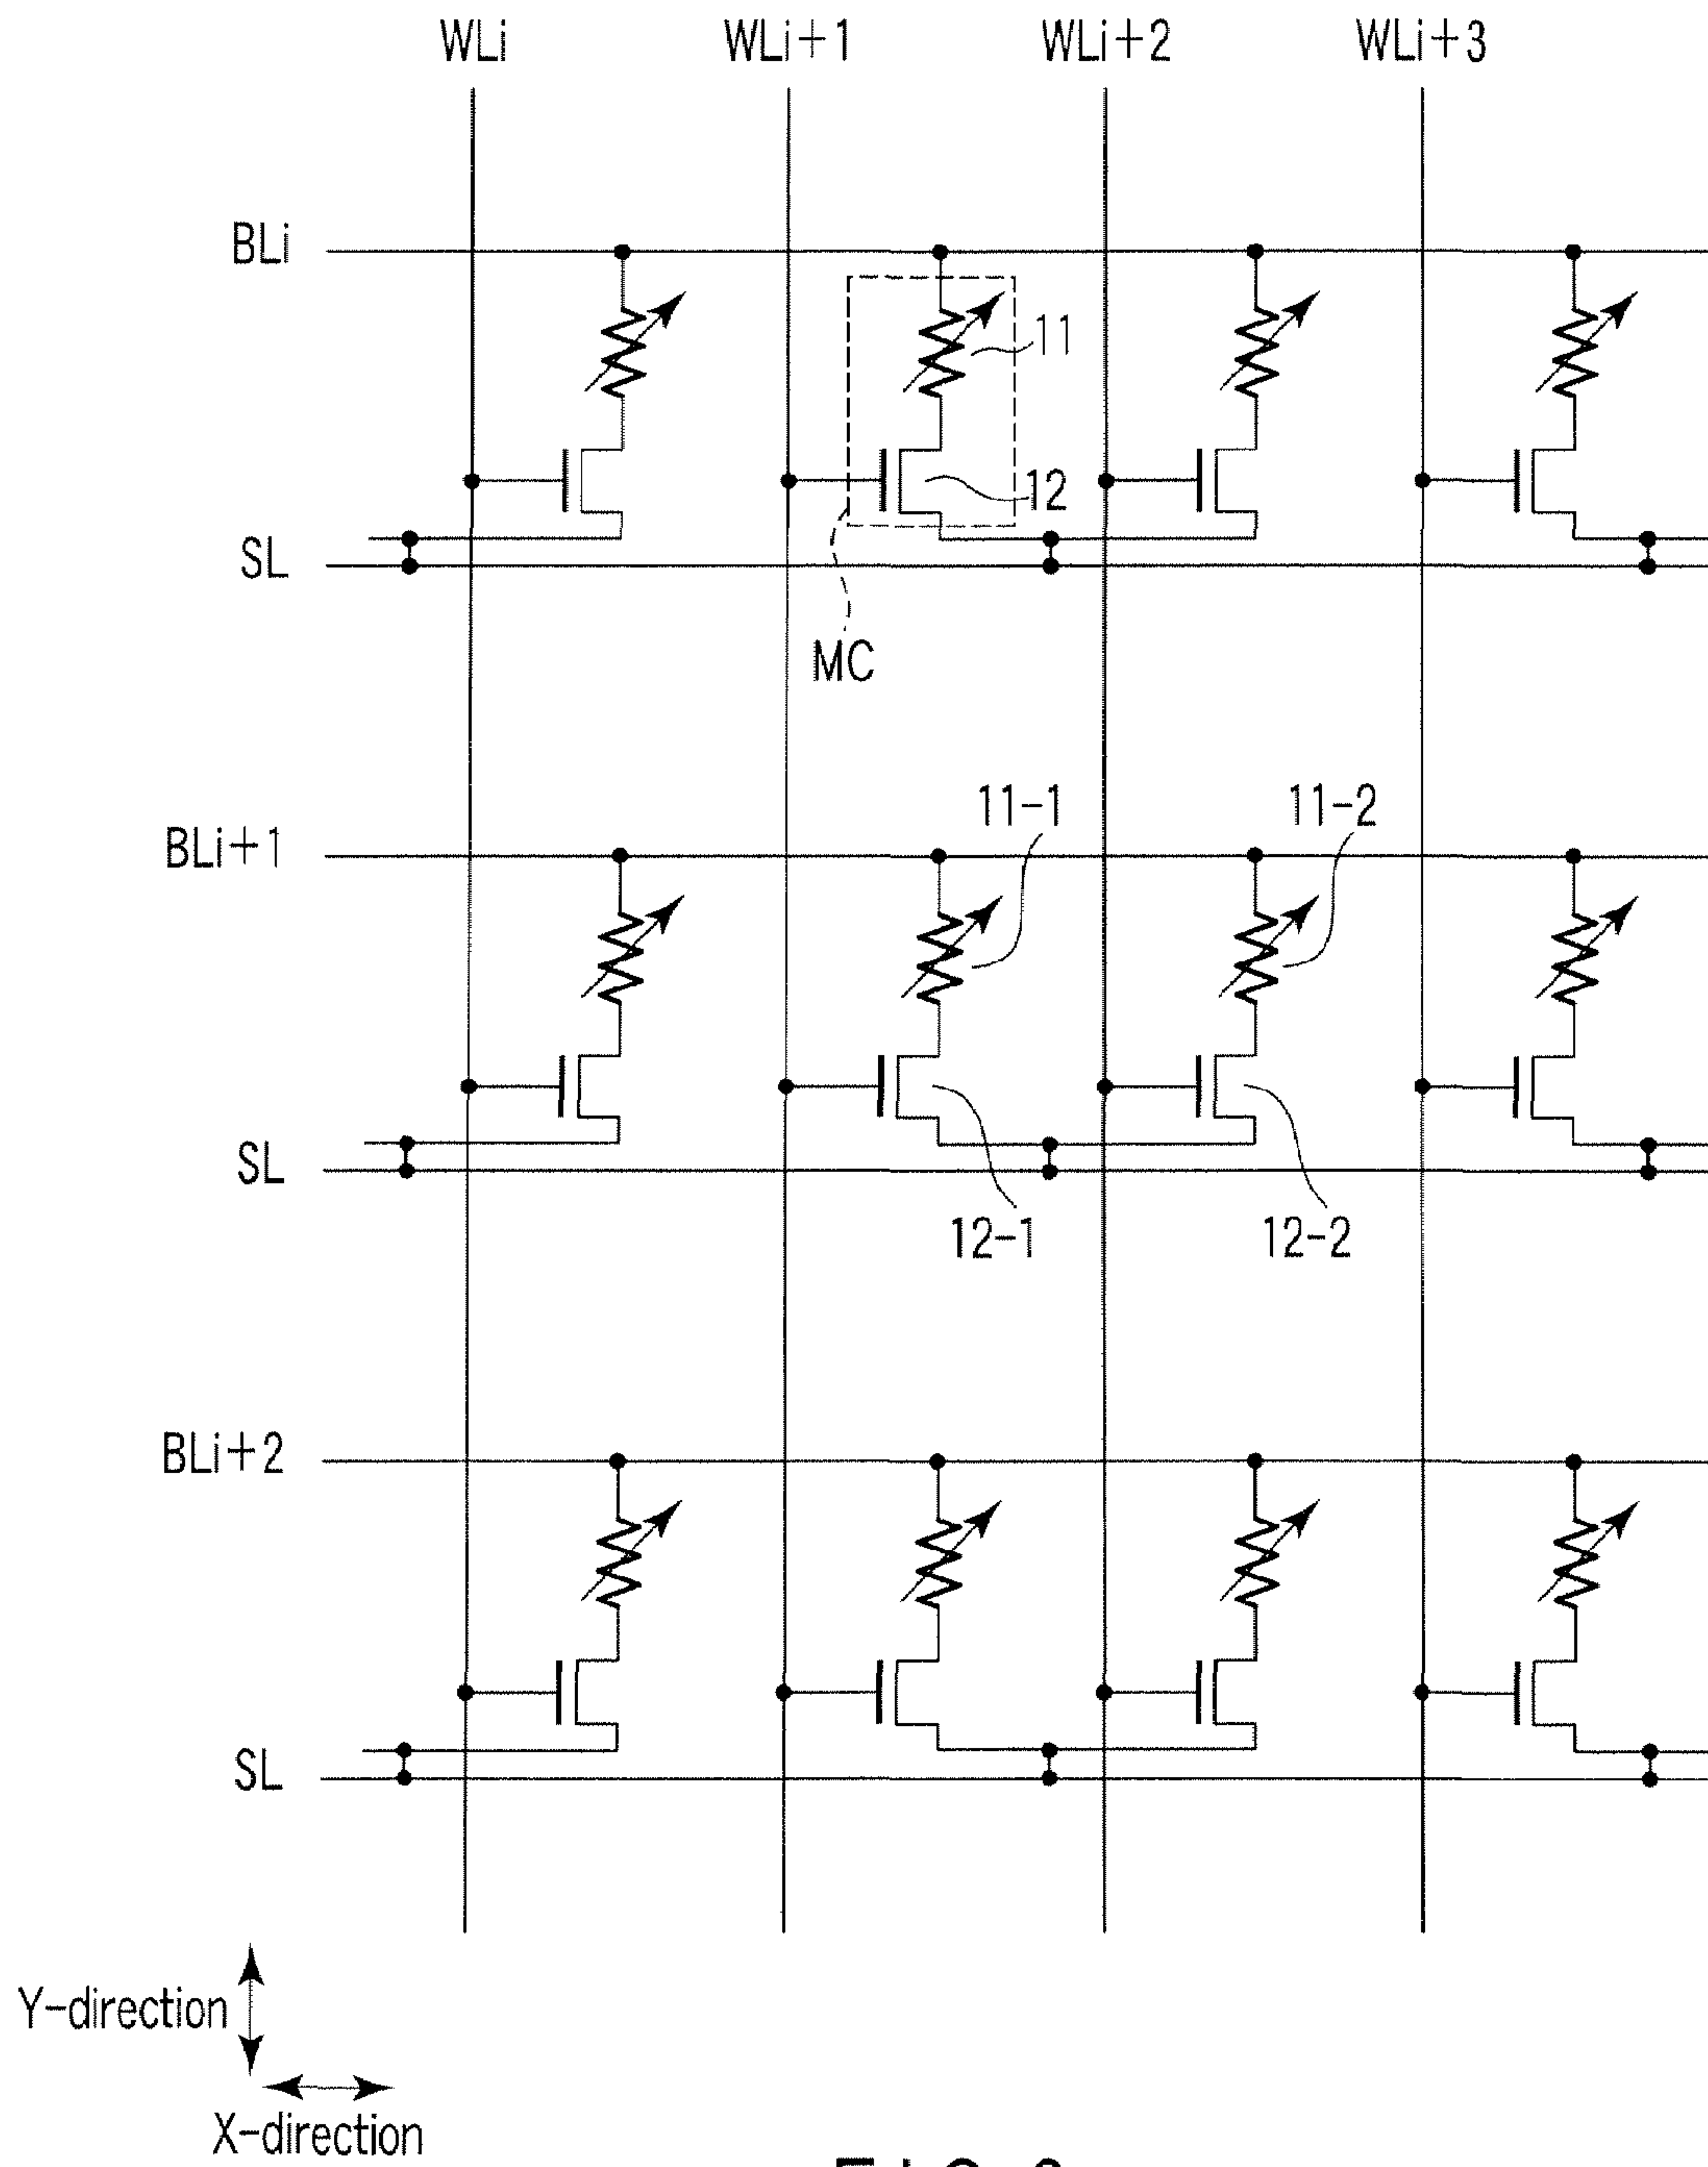 WLi WLi+1 WLi+2 WLi+3
BLi
11
12
SL
MC
11-1 11-2
BLi+1
SL
12-1 12-2
BLi+2
SL
Y-direction
X-direction